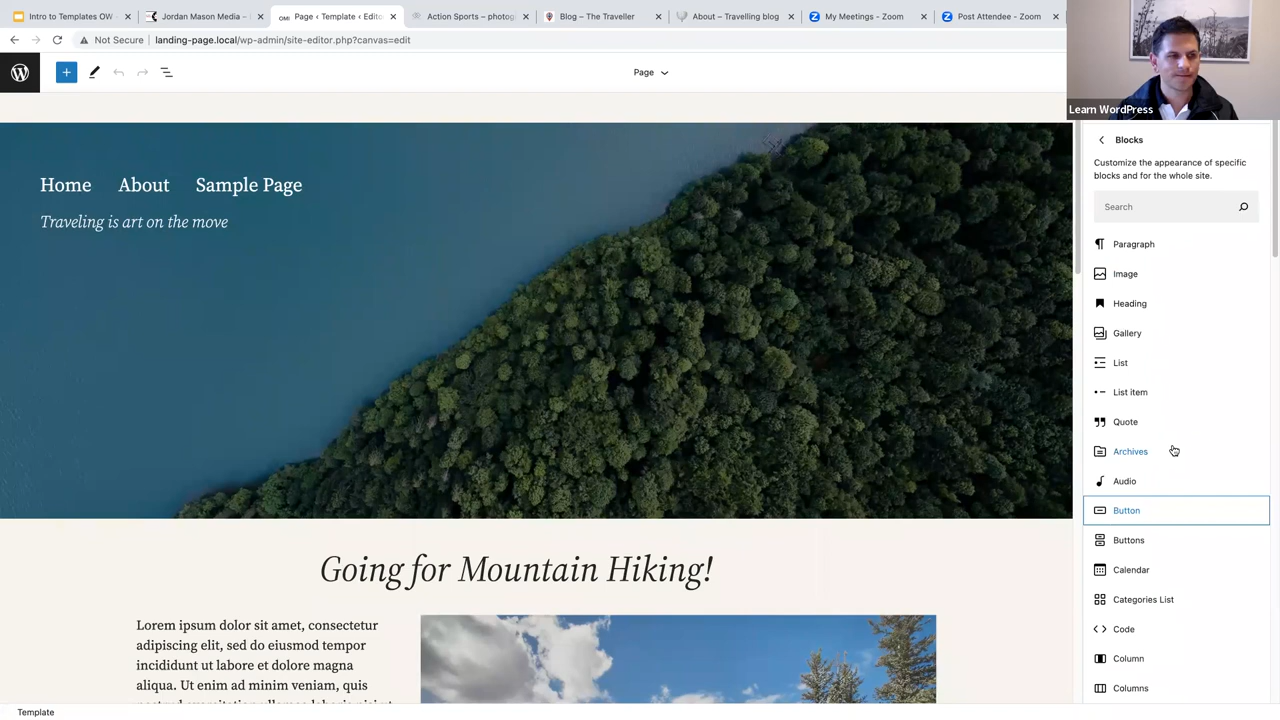 Intro to Templates OW -
Jordan Mason Media –
OMI
Page ‹ Template ‹ Editor
Action Sports – photog
Blog – The Traveller
About – Travelling blog
My Meetings - Zoom
Post Attendee - Zoom
Not Secure
landing-page.local/wp-admin/site-editor.php?canvas=edit
Page
Learn WordPress
Home About Sample Page
Traveling is art on the move
Going for Mountain Hiking!
Lorem ipsum dolor sit amet, consectetur
adipiscing elit, sed do eiusmod tempor
incididunt ut labore et dolore magna
aliqua. Ut enim ad minim veniam, quis
Blocks
Customize the appearance of specific
blocks and for the whole site.
Search
Paragraph
Image
Heading
Gallery
List
List item
Quote
Archives
Audio
Button
Buttons
Calendar
Categories List
Code
Column
Columns
Template